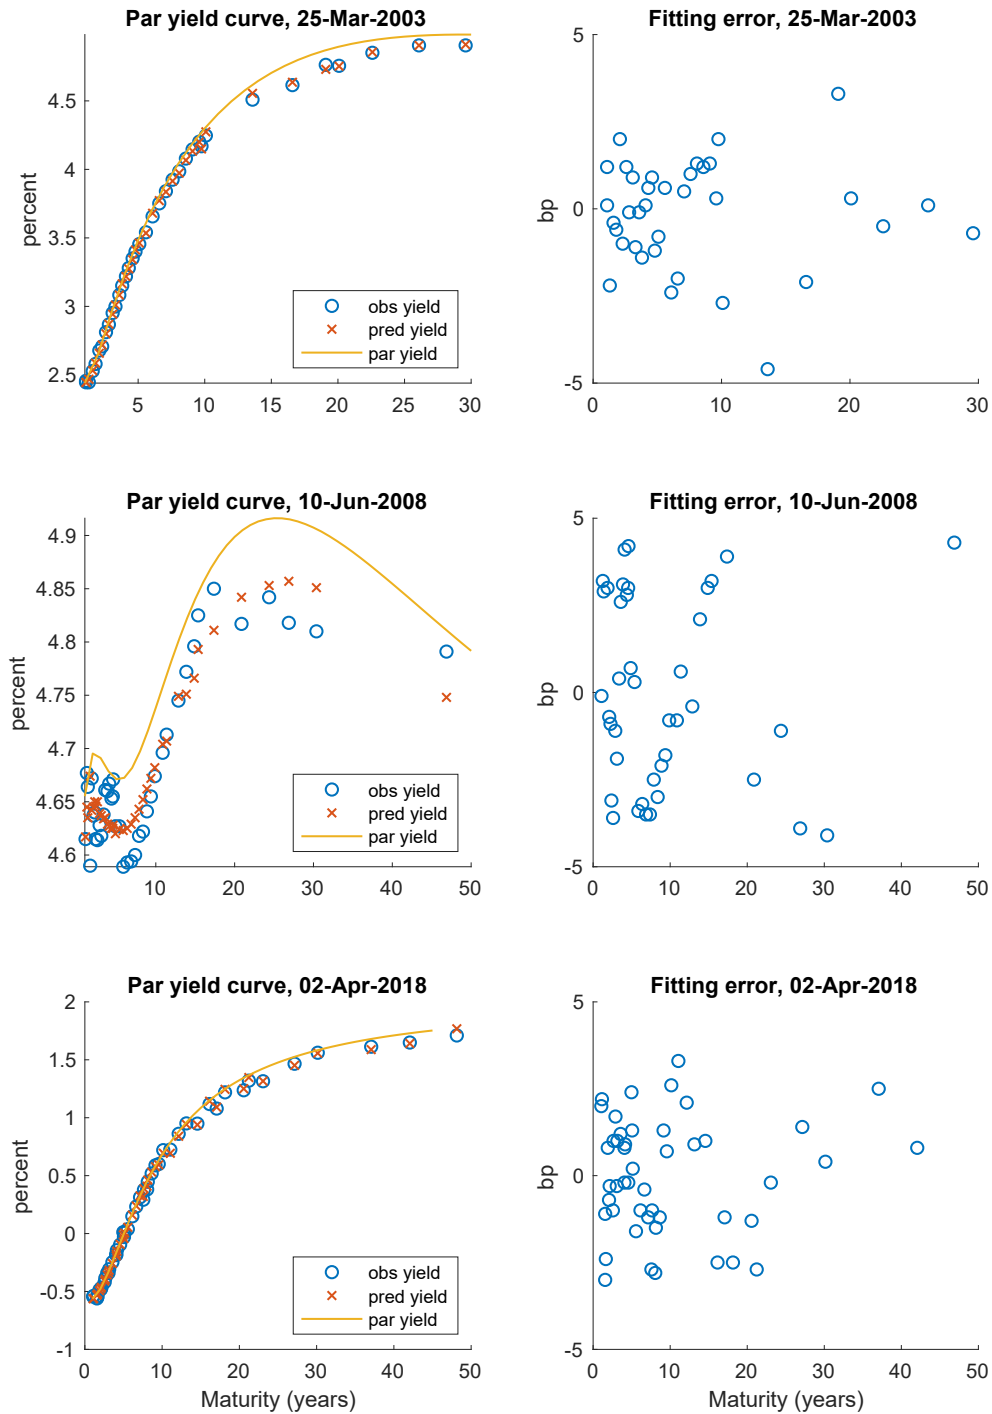 Par yield curve, 25-Mar-2003
percent
4.5
4
3.5
3
2.5
5
10
15
20
25
30
obs yield
pred yield
par yield
Fitting error, 25-Mar-2003
bp
5
0
-5
0
10
20
30
Par yield curve, 10-Jun-2008
percent
4.9
4.85
4.8
4.75
4.7
4.65
4.6
10
20
30
40
50
obs yield
pred yield
par yield
Fitting error, 10-Jun-2008
bp
5
0
-5
0
10
20
30
40
50
Par yield curve, 02-Apr-2018
percent
2
1.5
1
0.5
0
-0.5
-1
0
10
20
30
40
50
obs yield
pred yield
par yield
Maturity (years)
Fitting error, 02-Apr-2018
bp
5
0
-5
0
10
20
30
40
50
Maturity (years)